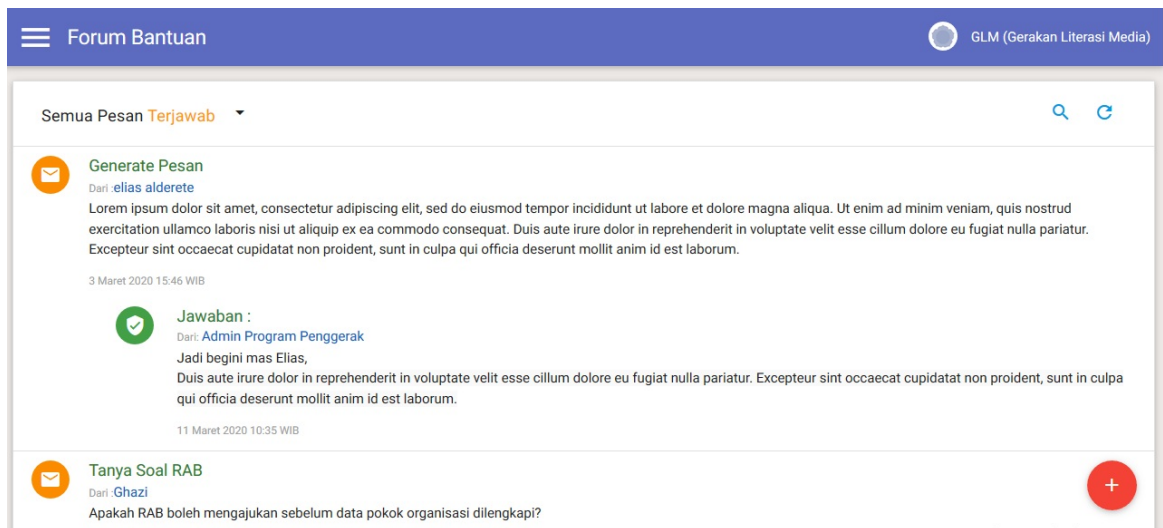 Forum Bantuan
GLM (Gerakan Literasi Media)
Semua Pesan Terjawab
Generate Pesan
Dari :elias alderete
Lorem ipsum dolor sit amet, consectetur adipiscing elit, sed do eiusmod tempor incididunt ut labore et dolore magna aliqua. Ut enim ad minim veniam, quis nostrud
exercitation ullamco laboris nisi ut aliquip ex ea commodo consequat. Duis aute irure dolor in reprehenderit in voluptate velit esse cillum dolore eu fugiat nulla pariatur.
Excepteur sint occaecat cupidatat non proident, sunt in culpa qui officia deserunt mollit anim id est laborum.
3 Maret 2020 15:46 WIB
Jawaban :
Dari: Admin Program Penggerak
Jadi begini mas Elias,
Duis aute irure dolor in reprehenderit in voluptate velit esse cillum dolore eu fugiat nulla pariatur. Excepteur sint occaecat cupidatat non proident, sunt in culpa
qui officia deserunt mollit anim id est laborum.
11 Maret 2020 10:35 WIB
Tanya Soal RAB
Dari :Ghazi
Apakah RAB boleh mengajukan sebelum data pokok organisasi dilengkapi?